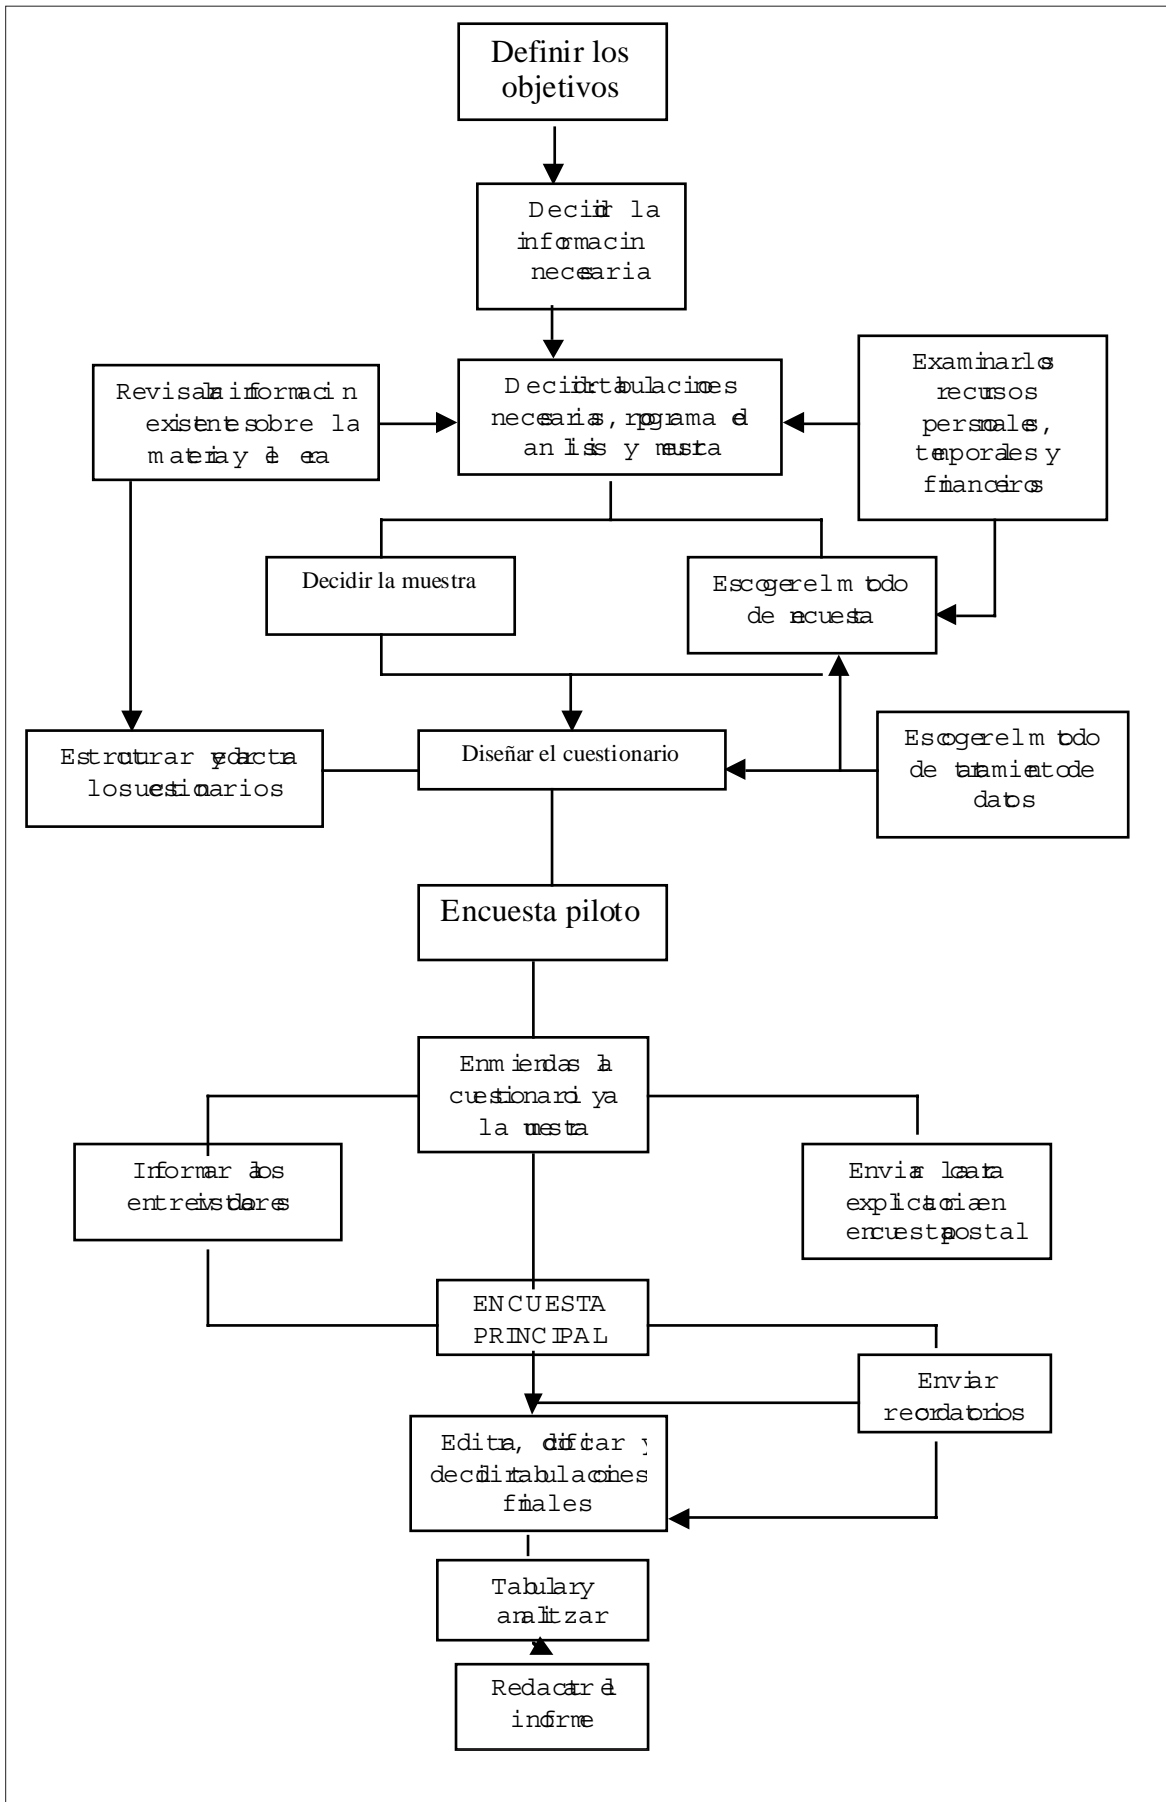 Definir los
objetivos
Decidir la
informacin
necesaria
Revisar la informacin
existente sobre la
materia y el rea
Decidir tabulaciones
necesarias, programa de
an lisis y muestra
Examinar los
recursos
personales,
temporales y
financieros
Decidir la muestra
Escoger el m todo
de encuesta
Estructurar y redactar
los cuestionarios
Diseñar el cuestionario
Escoger el m todo
de tratamiento de
datos
Encuesta piloto
Enmiendas al
cuestionario y a
la muestra
Informar a los
entrevistadores
Enviar la carta
explicatoria en
encuesta postal
ENCUESTA
PRINCIPAL
Enviar
recordatorios.
Editar, codificar y
decidir tabulaciones
finales
Tabular y
analitzar
Redactar el
informe